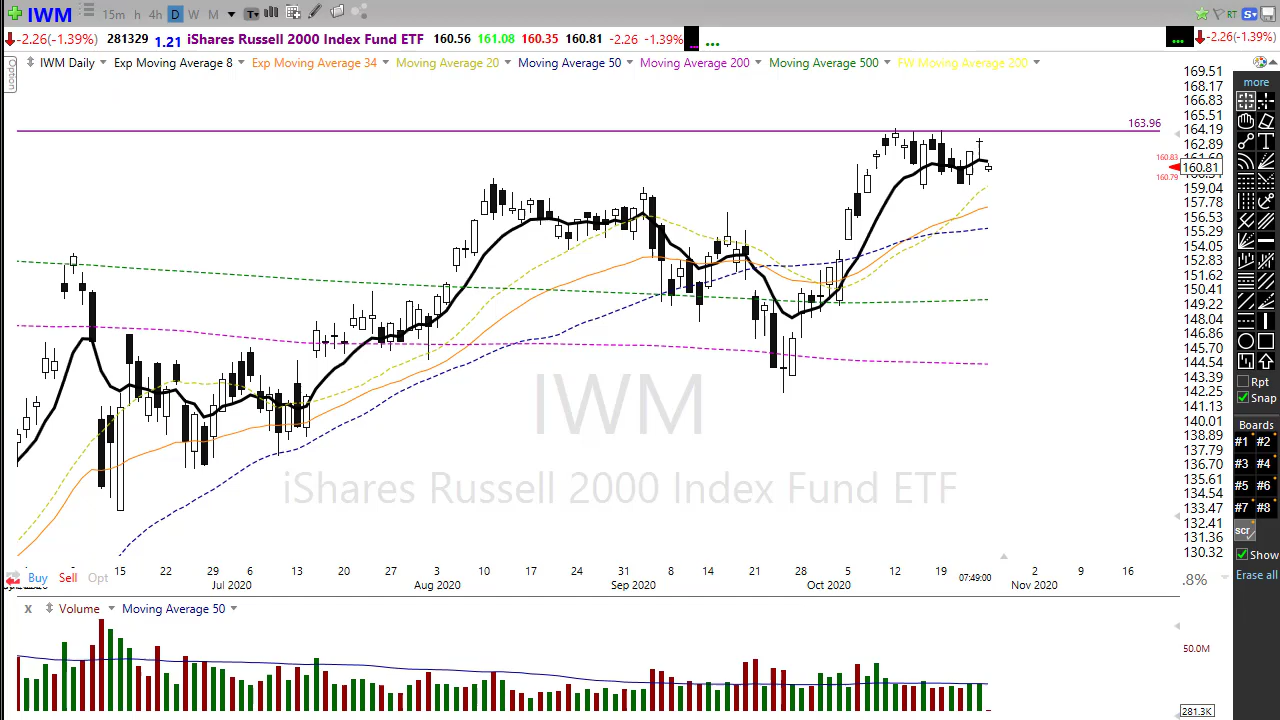 IWM 15m h 4h D W M T RT S
-2.26(-1.39%) 281329 1.21 iShares Russell 2000 Index Fund ETF 160.56 161.08 160.35 160.81 -2.26 -1.39% ... ... ... -2.26(-1.39%)
Option
IWM Daily Exp Moving Average 8 Exp Moving Average 34 Moving Average 20 Moving Average 50 Moving Average 200 Moving Average 500 FW Moving Average 200
169.51
168.17
166.83
165.51
163.96
164.19
162.89
160.83
160.81
160.79
159.04
157.78
156.53
155.29
154.05
152.83
151.62
150.41
149.22
148.04
146.86
145.70
144.54
143.39
142.25
141.13
140.01
138.89
137.79
136.70
135.61
134.54
133.47
132.41
131.36
130.32
more
T
Rpt
Snap
Boards
#1 #2
#3 #4
#5 #6
#7 #8
scr
Show
Erase all
IWM
iShares Russell 2000 Index Fund ETF
Buy Sell Opt
15 22 29 6 13 20 27 3 10 17 24 31 8 14 21 28 5 12 19 07:49:00 2 9 16
Jul 2020 Aug 2020 Sep 2020 Oct 2020 Nov 2020
.8%
X Volume Moving Average 50
50.0M
281.3K